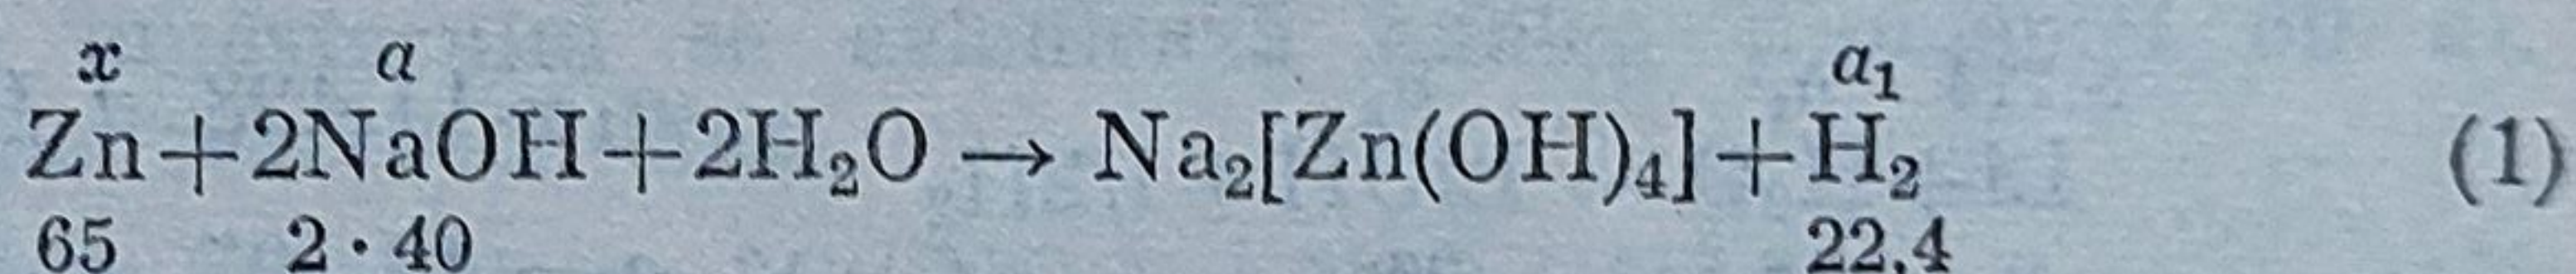 x a a₁
Zn+2NaOH+2H₂O → Na₂[Zn(OH)₄]+H₂ (1)
65 2·40 22,4